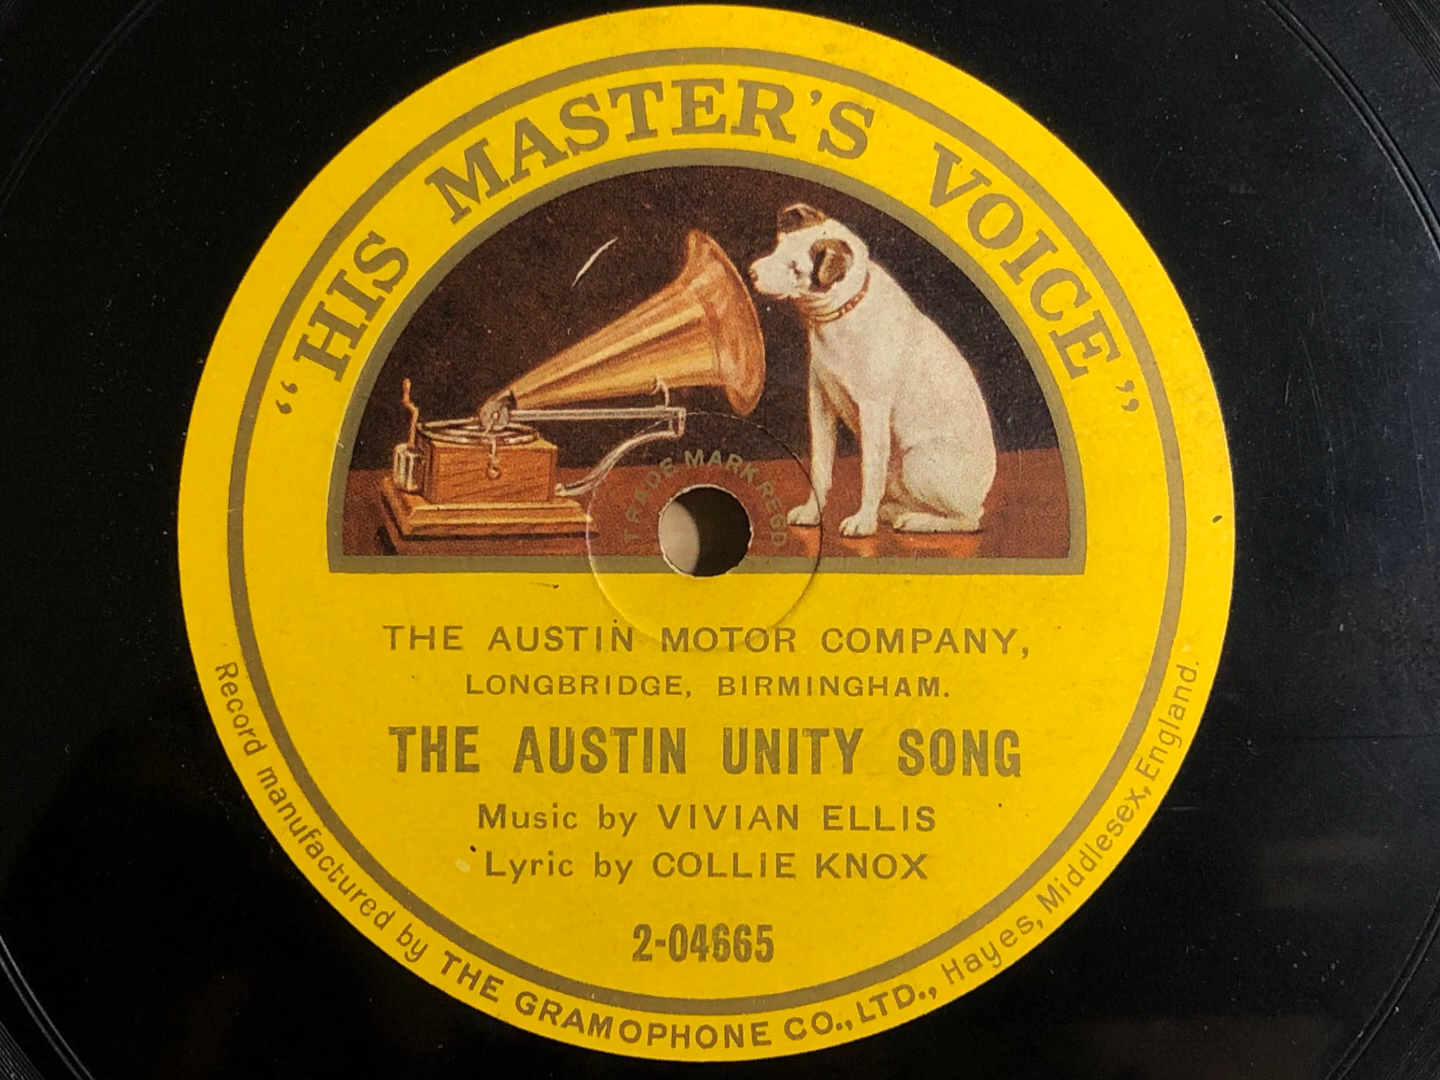 “HIS MASTER'S VOICE”
TRADE MARK REGD
THE AUSTIN MOTOR COMPANY,
LONGBRIDGE, BIRMINGHAM.
THE AUSTIN UNITY SONG
Music by VIVIAN ELLIS
Lyric by COLLIE KNOX
2-04665
Record manufactured by THE GRAMOPHONE CO., LTD., Hayes, Middlesex, England.